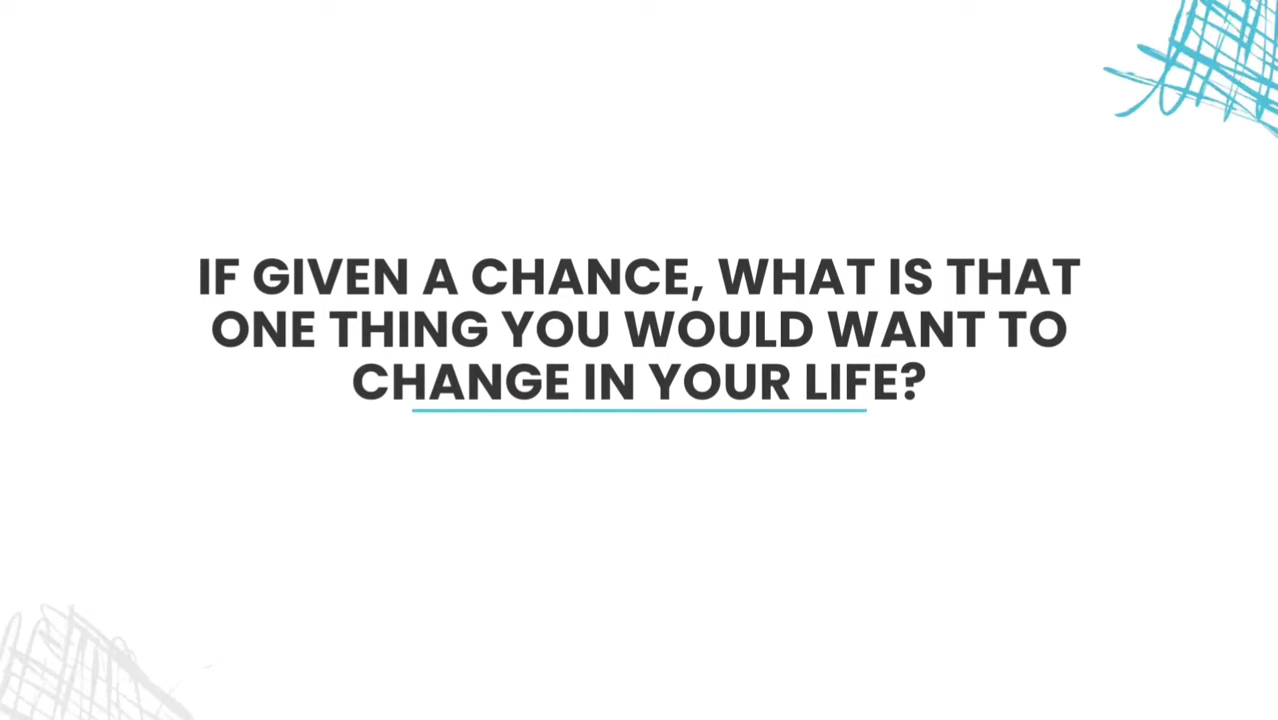 IF GIVEN A CHANCE, WHAT IS THAT
ONE THING YOU WOULD WANT TO
CHANGE IN YOUR LIFE?